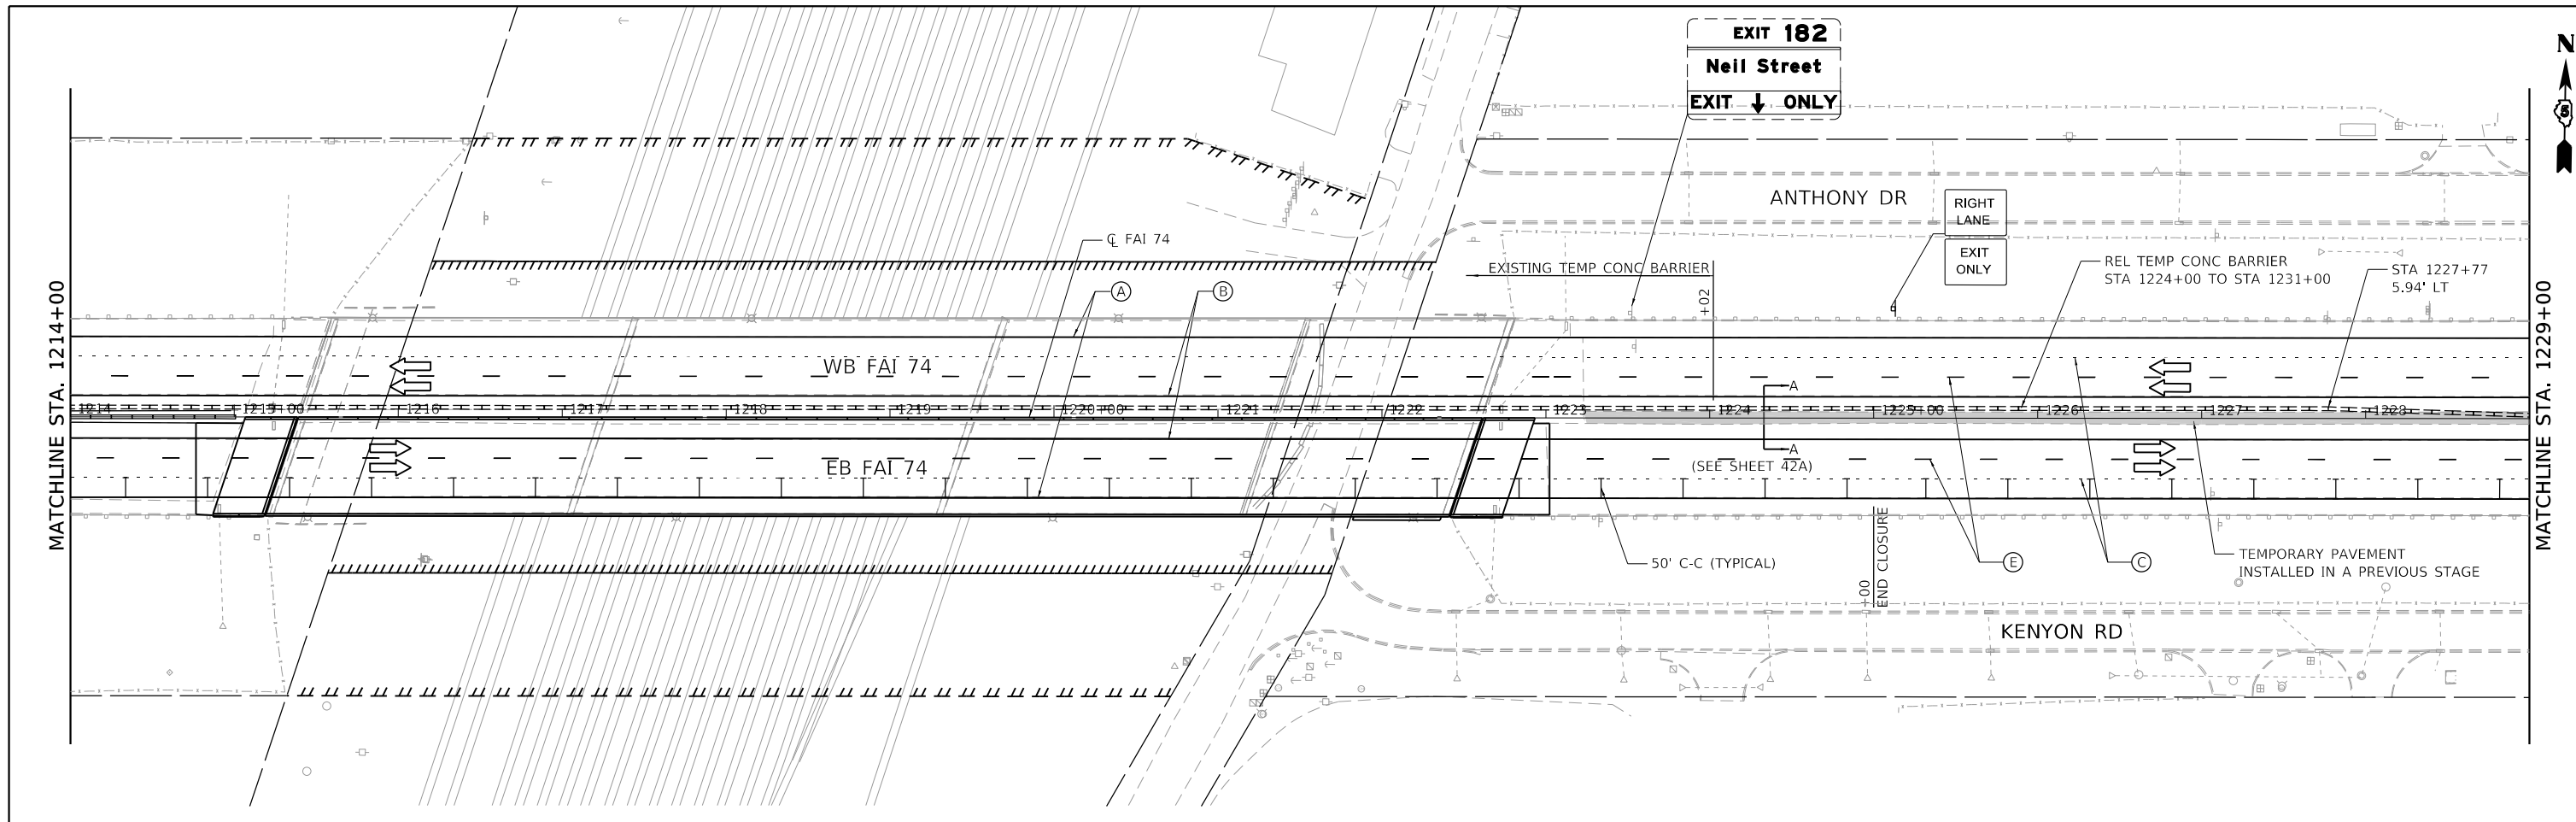 EXIT 182
Neil Street
EXIT ONLY
N
5
ANTHONY DR
RIGHT
LANE
EXIT
ONLY
℄ FAI 74
EXISTING TEMP CONC BARRIER
+02
REL TEMP CONC BARRIER
STA 1224+00 TO STA 1231+00
STA 1227+77
5.94' LT
MATCHLINE STA. 1214+00
MATCHLINE STA. 1229+00
A
B
WB FAI 74
1214
1215+00
1216
1217
1218
1219
1220+00
1221
1222
1223
1224
1225+00
1226
1227
1228
A
A
EB FAI 74
(SEE SHEET 42A)
50' C-C (TYPICAL)
+00
END CLOSURE
E
C
TEMPORARY PAVEMENT
INSTALLED IN A PREVIOUS STAGE
KENYON RD